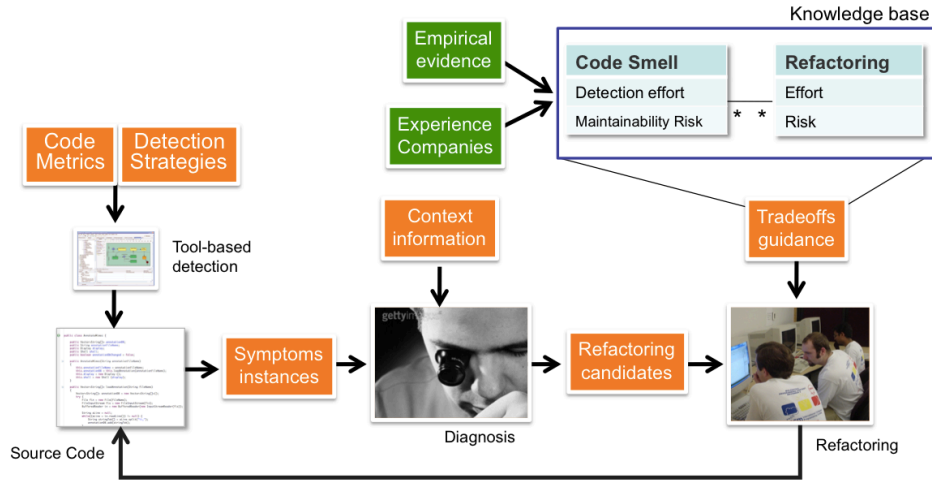 Knowledge base
Empirical
evidence
Code Smell
Refactoring
Detection effort
Effort
Maintainability Risk
* *
Risk
Experience
Companies
Code
Metrics
Detection
Strategies
Context
information
Tradeoffs
guidance
Tool-based
detection
gettyim
Symptoms
instances
Refactoring
candidates
Source Code
Diagnosis
Refactoring